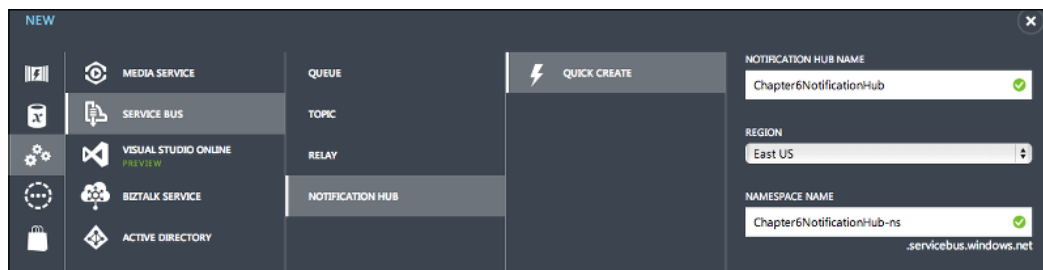 NEW
MEDIA SERVICE
SERVICE BUS
VISUAL STUDIO ONLINE
PREVIEW
BIZTALK SERVICE
ACTIVE DIRECTORY
QUEUE
TOPIC
RELAY
NOTIFICATION HUB
QUICK CREATE
NOTIFICATION HUB NAME
Chapter6NotificationHub
REGION
East US
NAMESPACE NAME
Chapter6NotificationHub-ns
.servicebus.windows.net